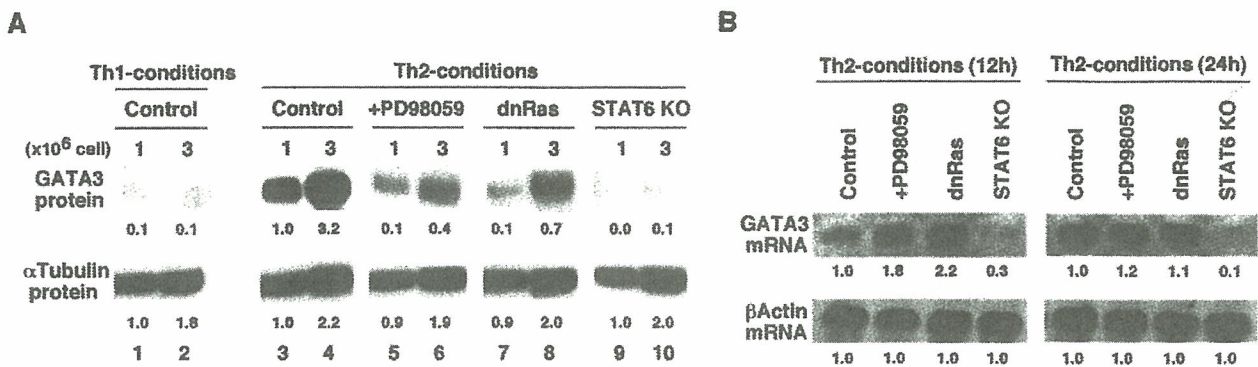 A
Th1-conditions Th2-conditions
Control Control +PD98059 dnRas STAT6 KO
(x10⁶ cell) 1 3 1 3 1 3 1 3 1 3
GATA3
protein
0.1 0.1 1.0 3.2 0.1 0.4 0.1 0.7 0.0 0.1
αTubulin
protein
1.0 1.8 1.0 2.2 0.9 1.9 0.9 2.0 1.0 2.0
1 2 3 4 5 6 7 8 9 10
B
Th2-conditions (12h) Th2-conditions (24h)
Control +PD98059 dnRas STAT6 KO Control +PD98059 dnRas STAT6 KO
GATA3
mRNA
1.0 1.8 2.2 0.3 1.0 1.2 1.1 0.1
βActin
mRNA
1.0 1.0 1.0 1.0 1.0 1.0 1.0 1.0